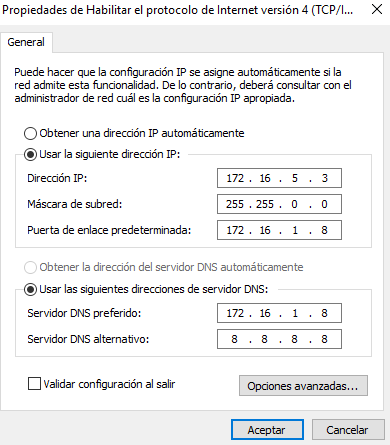 Propiedades de Habilitar el protocolo de Internet versión 4 (TCP/I...
General
Puede hacer que la configuración IP se asigne automáticamente si la
red admite esta funcionalidad. De lo contrario, deberá consultar con el
administrador de red cuál es la configuración IP apropiada.
Obtener una dirección IP automáticamente
Usar la siguiente dirección IP:
Dirección IP: 172 . 16 . 5 . 3
Máscara de subred: 255 . 255 . 0 . 0
Puerta de enlace predeterminada: 172 . 16 . 1 . 8
Obtener la dirección del servidor DNS automáticamente
Usar las siguientes direcciones de servidor DNS:
Servidor DNS preferido: 172 . 16 . 1 . 8
Servidor DNS alternativo: 8 . 8 . 8 . 8
Validar configuración al salir
Opciones avanzadas...
Aceptar
Cancelar